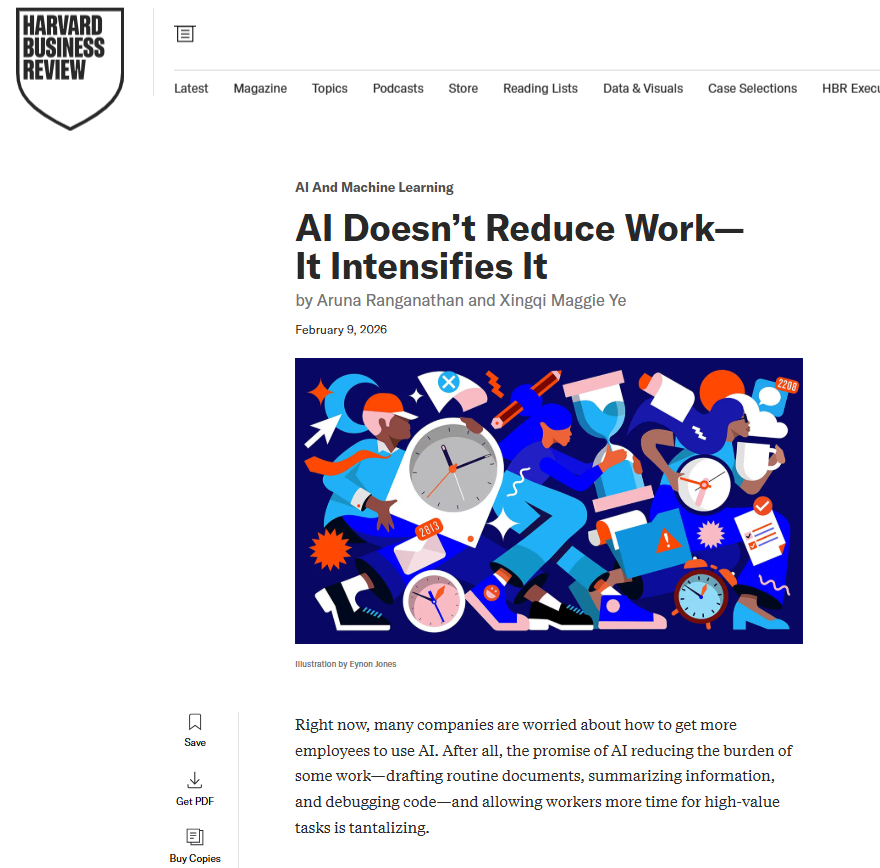 HARVARD
BUSINESS
REVIEW
Latest Magazine Topics Podcasts Store Reading Lists Data & Visuals Case Selections HBR Execu
AI And Machine Learning
AI Doesn't Reduce Work—
It Intensifies It
by Aruna Ranganathan and Xingqi Maggie Ye
February 9, 2026
2208
2613
Illustration by Eynon Jones
Save
Get PDF
Buy Copies
Right now, many companies are worried about how to get more
employees to use AI. After all, the promise of AI reducing the burden of
some work—drafting routine documents, summarizing information,
and debugging code—and allowing workers more time for high-value
tasks is tantalizing.